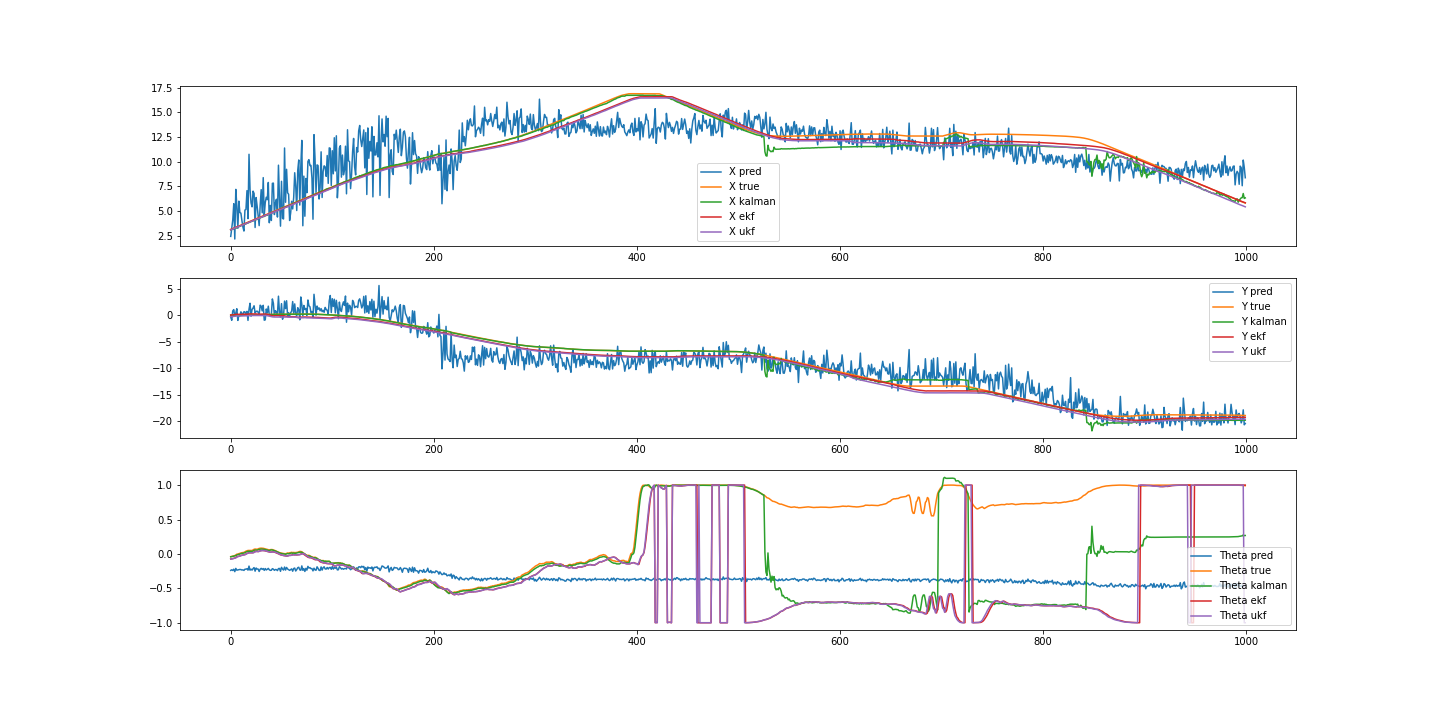 17.5
15.0
12.5
10.0
7.5
5.0
2.5
X pred
X true
X kalman
X ekf
X ukf
0 200 400 600 800 1000
5
0
−5
−10
−15
−20
Y pred
Y true
Y kalman
Y ekf
Y ukf
0 200 400 600 800 1000
1.0
0.5
0.0
−0.5
−1.0
Theta pred
Theta true
Theta kalman
Theta ekf
Theta ukf
0 200 400 600 800 1000